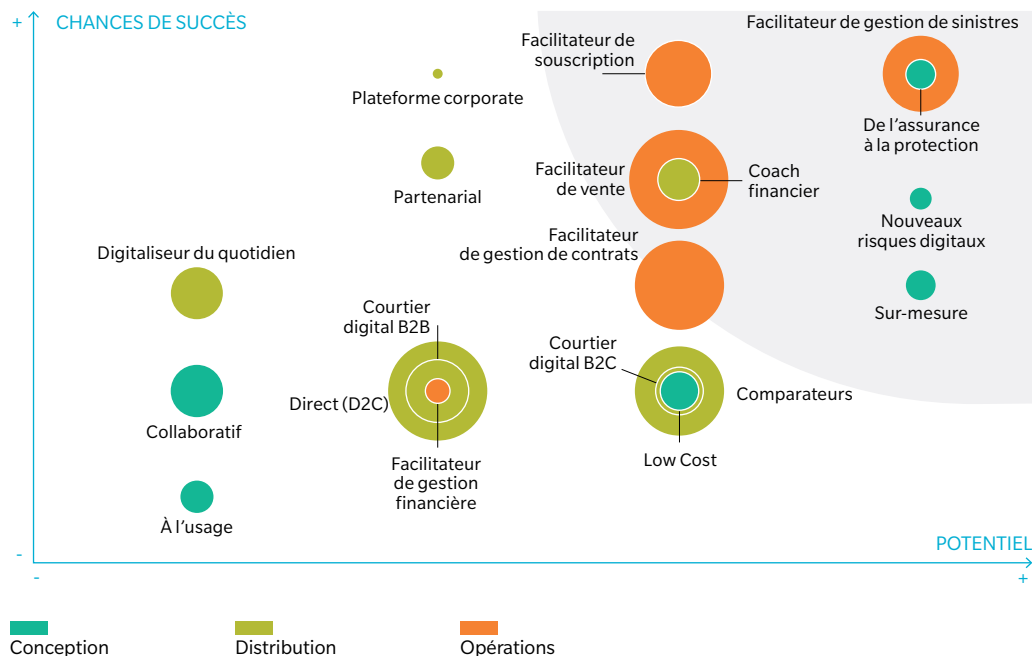 +
CHANCES DE SUCCÈS
Facilitateur de gestion de sinistres
Facilitateur de
souscription
Plateforme corporate
De l'assurance
à la protection
Facilitateur
de vente
Coach
financier
Partenarial
Nouveaux
risques digitaux
Facilitateur
de gestion de contrats
Digitaliseur du quotidien
Sur-mesure
Courtier
digital B2B
Courtier
digital B2C
Direct (D2C)
Comparateurs
Collaboratif
Facilitateur
de gestion
financière
Low Cost
À l'usage
POTENTIEL
-
-
+
Conception
Distribution
Opérations